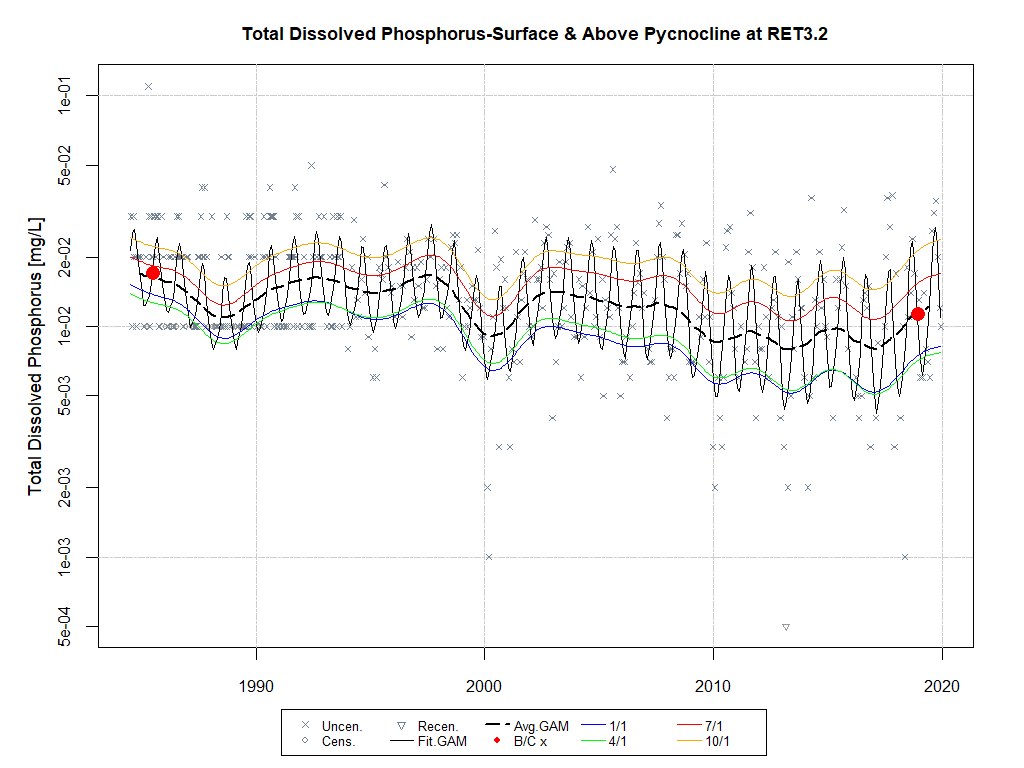 Total Dissolved Phosphorus-Surface & Above Pycnocline at RET3.2
Total Dissolved Phosphorus [mg/L]
1e-01
5e-02
2e-02
1e-02
5e-03
2e-03
1e-03
5e-04
1990 2000 2010 2020
Uncen. Recen. Avg.GAM 1/1 7/1
Cens. Fit.GAM B/C x 4/1 10/1